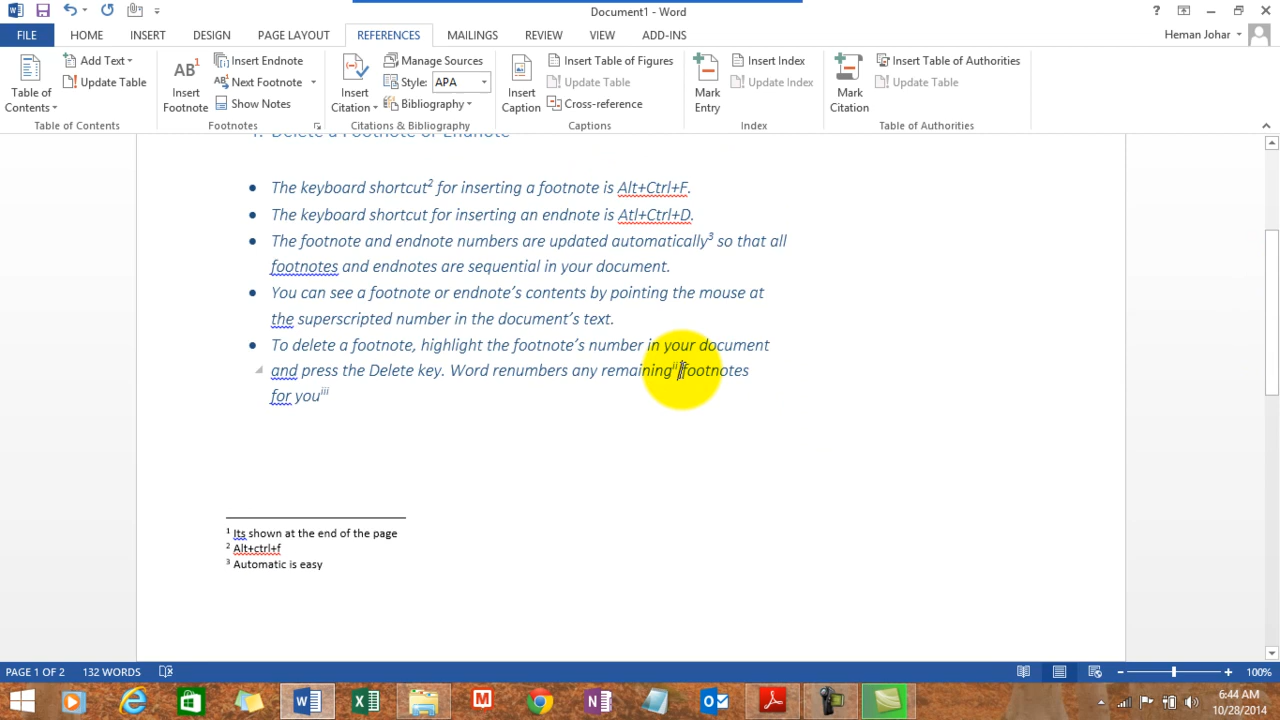 Document1 - Word
?
FILE HOME INSERT DESIGN PAGE LAYOUT REFERENCES MAILINGS REVIEW VIEW ADD-INS Heman Johar
Add Text Insert Endnote Manage Sources Insert Table of Figures Insert Index Insert Table of Authorities
Update Table AB¹ Next Footnote Style: APA Update Table Update Index Update Table
Table of Contents Insert Footnote Show Notes Insert Citation Bibliography Insert Caption Cross-reference Mark Entry Mark Citation
Table of Contents Footnotes Citations & Bibliography Captions Index Table of Authorities
Delete a Footnote or Endnote
• The keyboard shortcut² for inserting a footnote is Alt+Ctrl+F.
• The keyboard shortcut for inserting an endnote is Atl+Ctrl+D.
• The footnote and endnote numbers are updated automatically³ so that all
footnotes and endnotes are sequential in your document.
• You can see a footnote or endnote's contents by pointing the mouse at
the superscripted number in the document's text.
• To delete a footnote, highlight the footnote's number in your document
and press the Delete key. Word renumbers any remainingⁱⁱ footnotes
for youⁱⁱⁱ
¹ Its shown at the end of the page
² Alt+ctrl+f
³ Automatic is easy
PAGE 1 OF 2 132 WORDS 100%
6:44 AM
10/28/2014